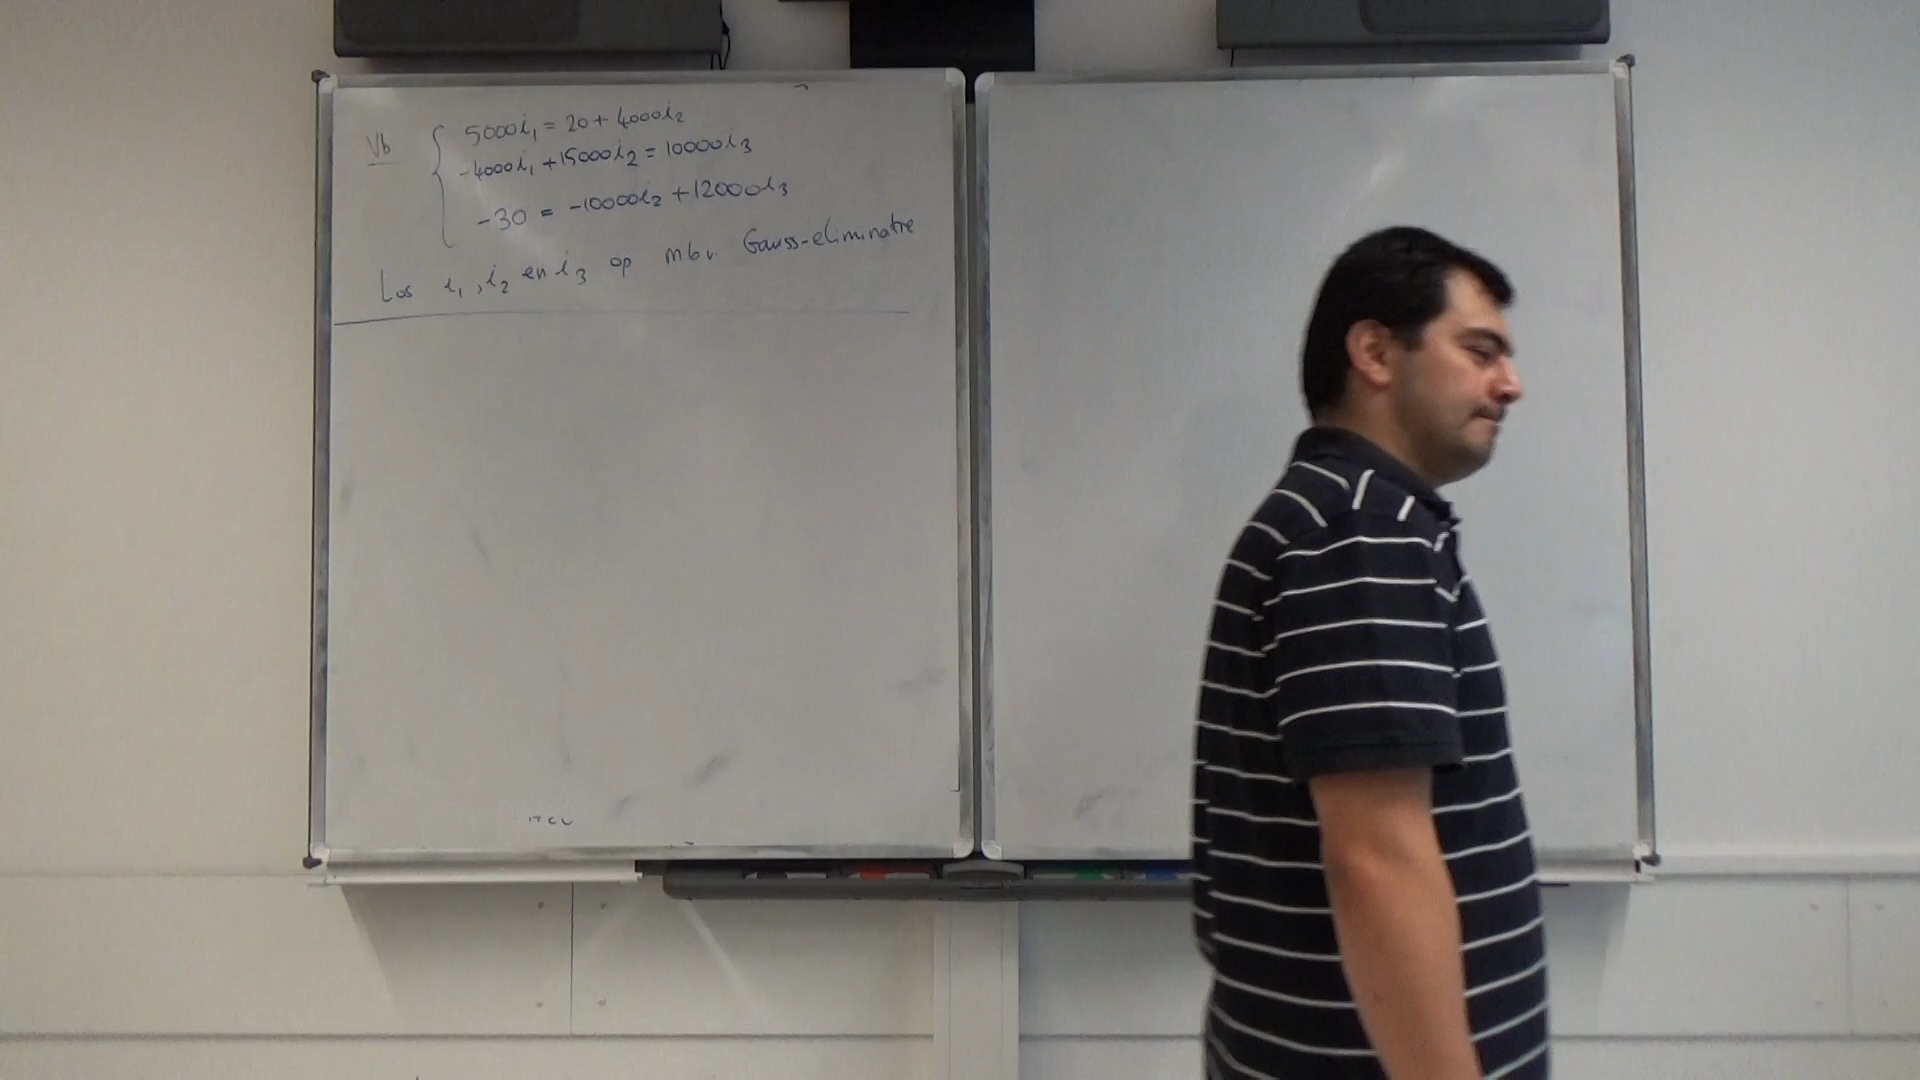 Vb 5000i₁ = 20 + 4000i₂
-4000i₁ + 15000i₂ = 10000i₃
-30 = -10000i₂ + 12000i₃
Los i₁, i₂ en i₃ op mbv. Gauss-eliminatie